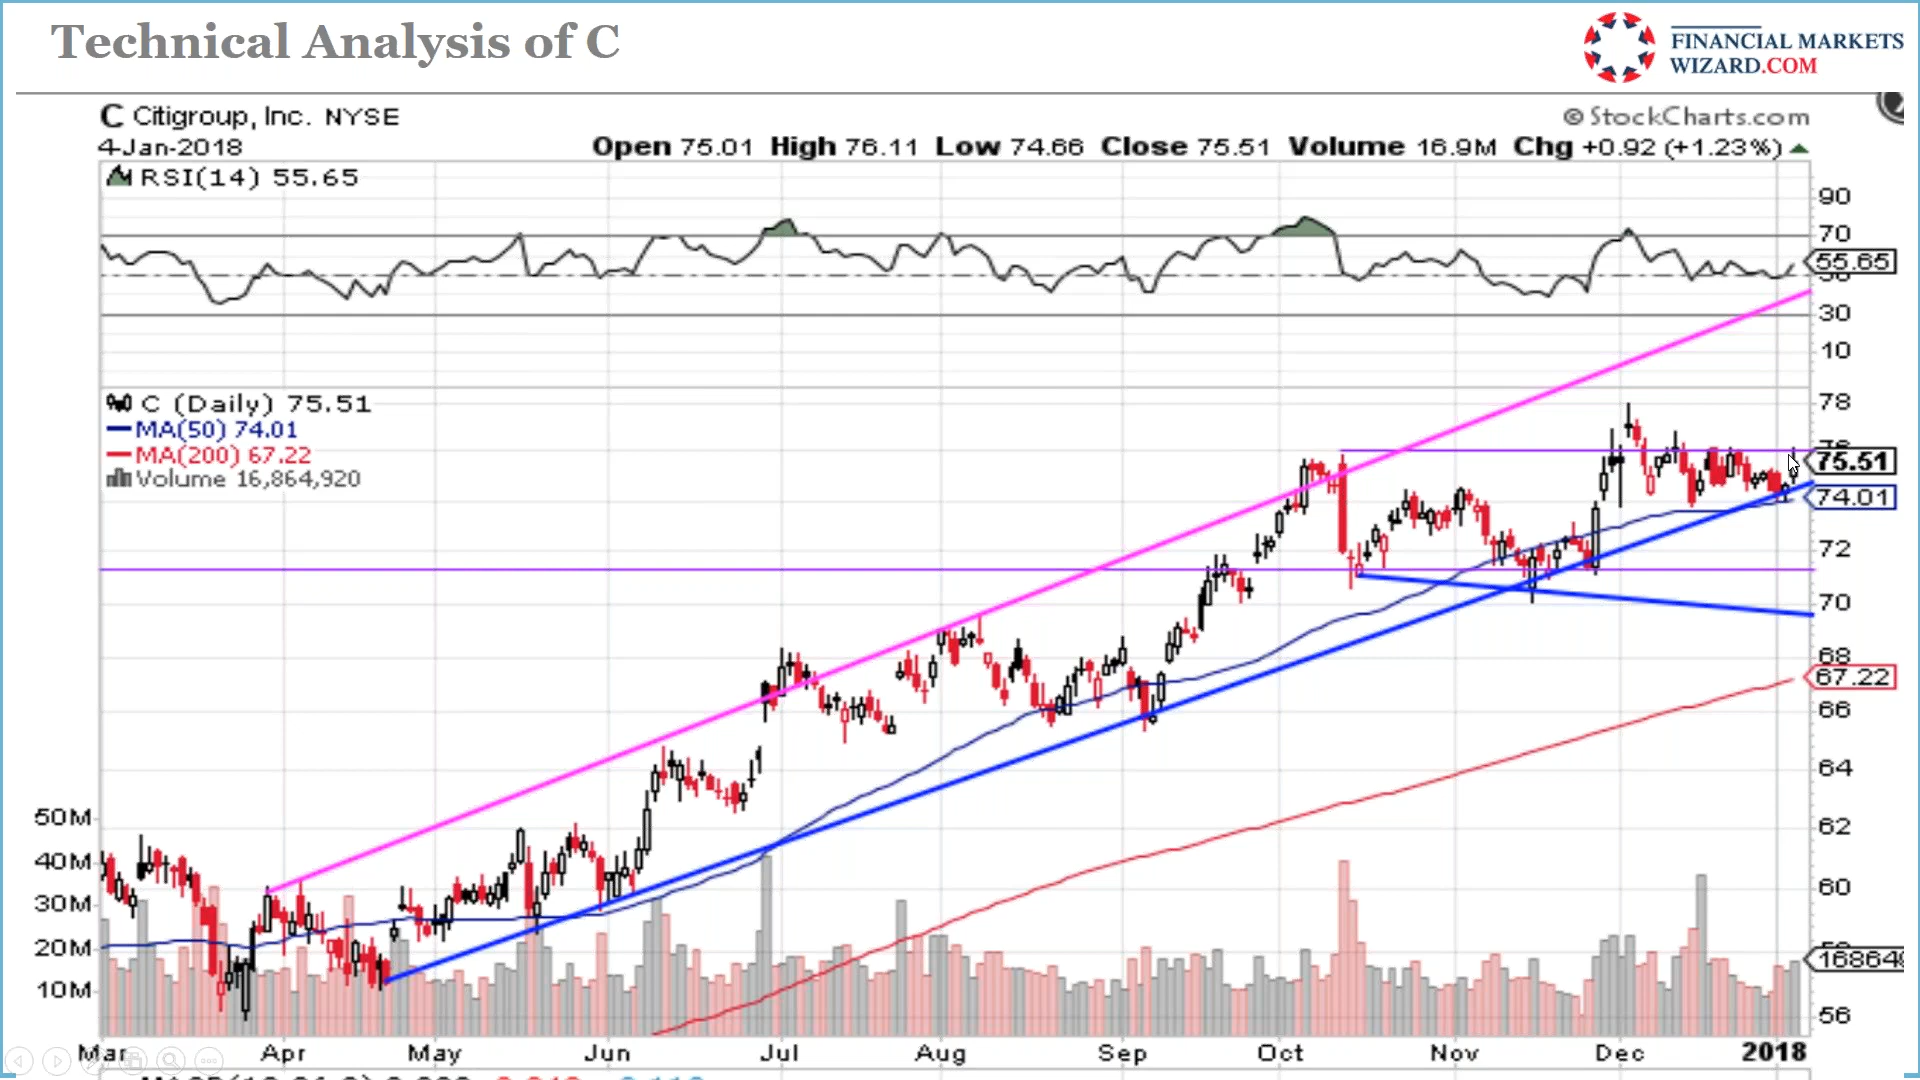 Technical Analysis of C
FINANCIAL MARKETS
WIZARD.COM
C Citigroup, Inc. NYSE
© StockCharts.com
4-Jan-2018
Open 75.01 High 76.11 Low 74.66 Close 75.51 Volume 16.9M Chg +0.92 (+1.23%)
RSI(14) 55.65
90
70
55.65
30
10
C (Daily) 75.51
MA(50) 74.01
MA(200) 67.22
Volume 16,864,920
78
76
75.51
74.01
72
70
68
67.22
66
64
62
60
56
50M
40M
30M
20M
10M
Mar Apr May Jun Jul Aug Sep Oct Nov Dec 2018